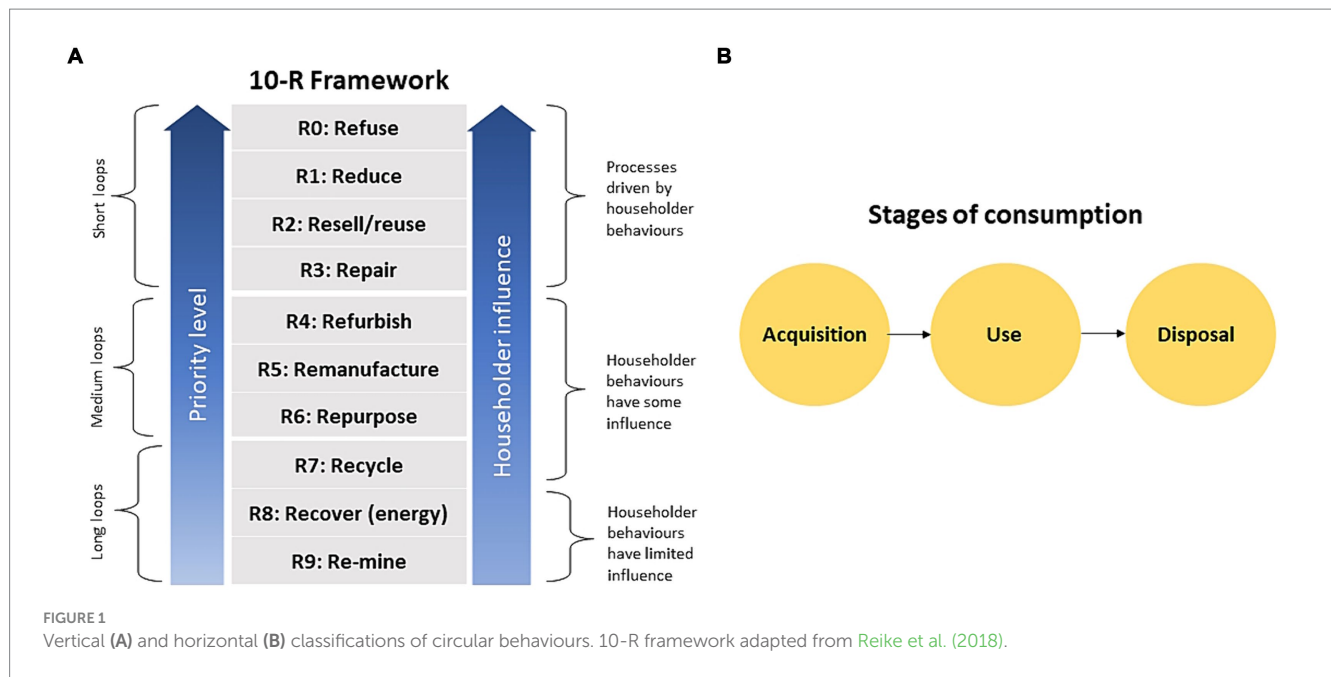 A
10-R Framework
Short loops
Medium loops
Long loops
Priority level
R0: Refuse
R1: Reduce
R2: Resell/reuse
R3: Repair
R4: Refurbish
R5: Remanufacture
R6: Repurpose
R7: Recycle
R8: Recover (energy)
R9: Re-mine
Householder influence
Processes
driven by
householder
behaviours
Householder
behaviours
have some
influence
Householder
behaviours
have limited
influence
B
Stages of consumption
Acquisition
Use
Disposal
FIGURE 1
Vertical (A) and horizontal (B) classifications of circular behaviours. 10-R framework adapted from Reike et al. (2018).